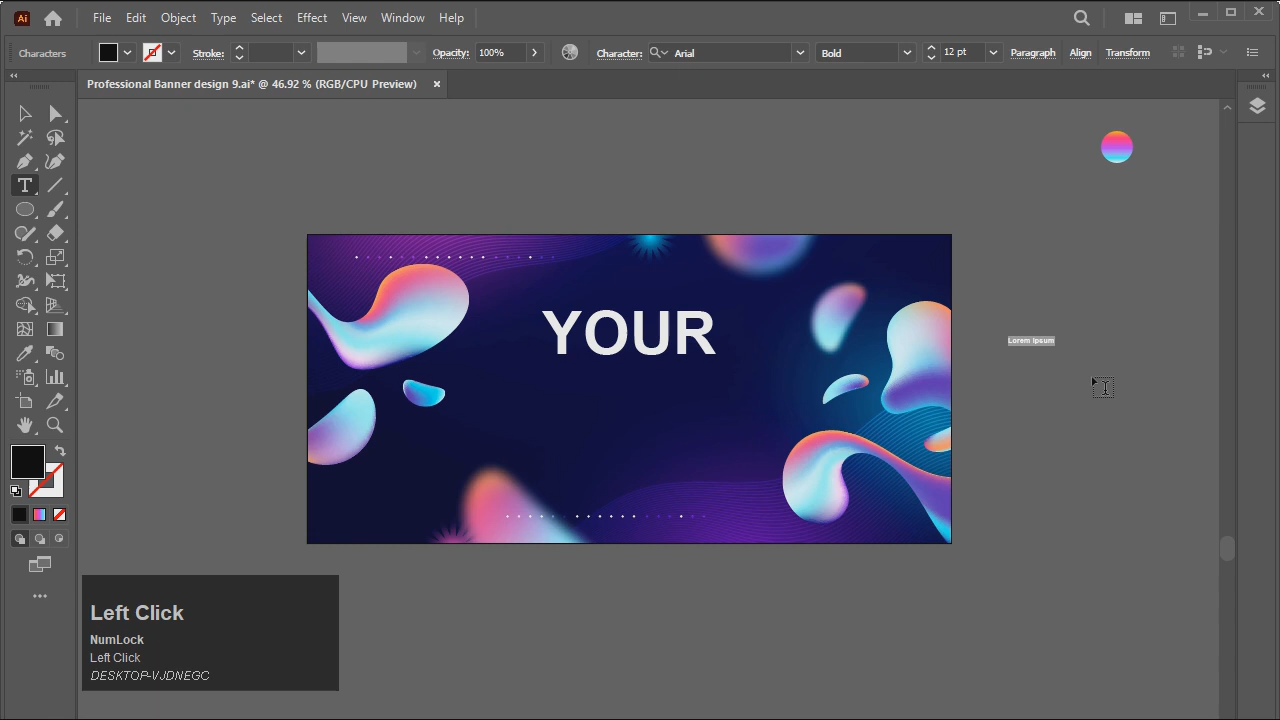 Ai File Edit Object Type Select Effect View Window Help
Characters Stroke: Opacity: 100% Character: Arial Bold 12 pt Paragraph Align Transform
Professional Banner design 9.ai* @ 46.92 % (RGB/CPU Preview)
YOUR
Lorem ipsum
Left Click
NumLock
Left Click
DESKTOP-VJDNEGC